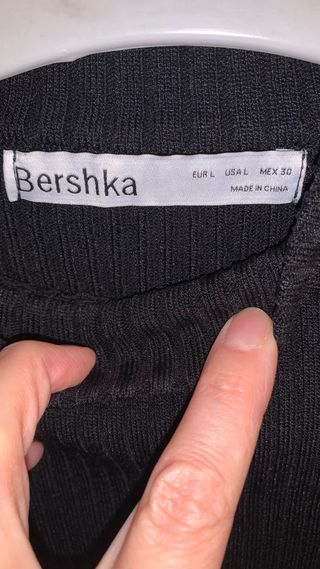 Bershka
EUR L USA L MEX 30
MADE IN CHINA